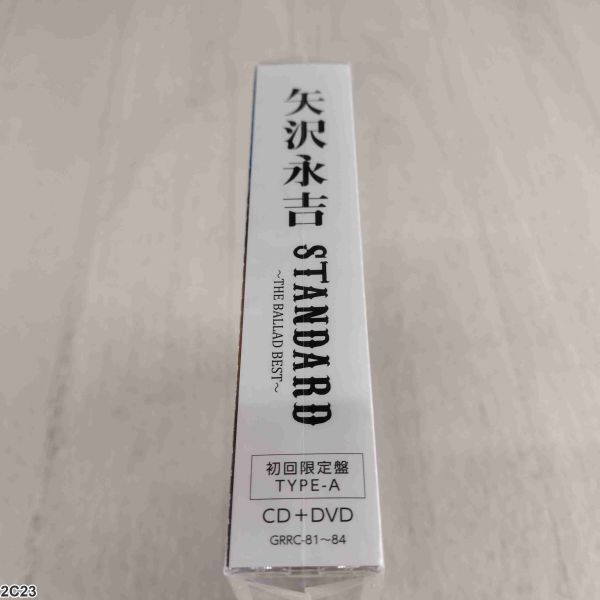 矢沢永吉
STANDARD
~THE BALLAD BEST~
初回限定盤
TYPE-A
CD+DVD
GRRC-81~84
2C23